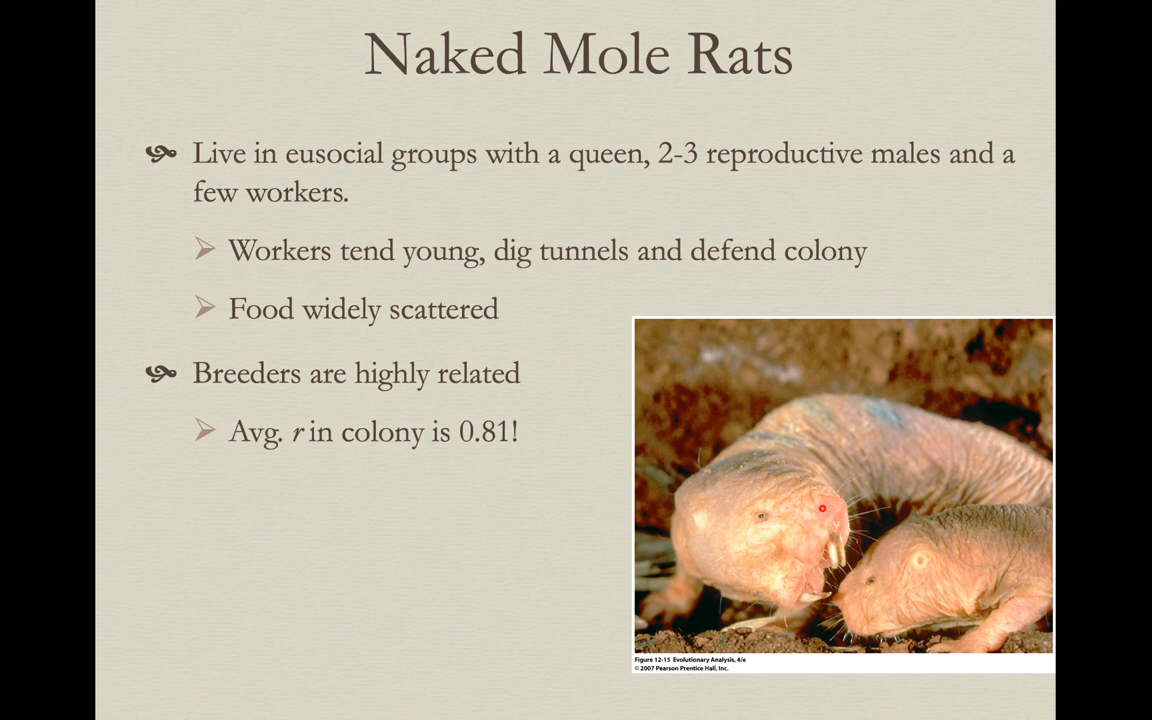 Naked Mole Rats
Live in eusocial groups with a queen, 2-3 reproductive males and a
few workers.
Workers tend young, dig tunnels and defend colony
Food widely scattered
Breeders are highly related
Avg. r in colony is 0.81!
Figure 12-15 Evolutionary Analysis, 4/e
© 2007 Pearson Prentice Hall, Inc.